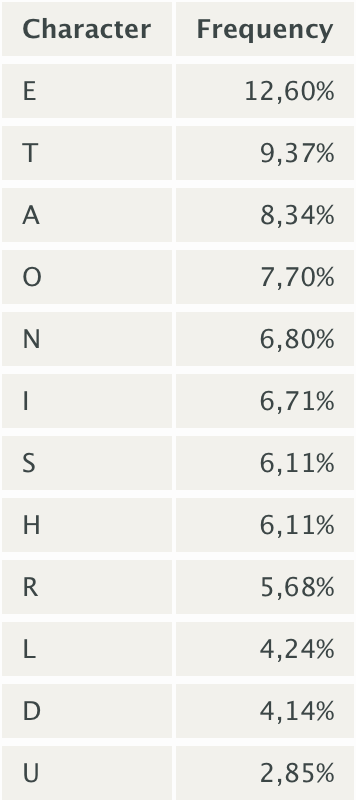 Character Frequency
E 12,60%
T 9,37%
A 8,34%
O 7,70%
N 6,80%
I 6,71%
S 6,11%
H 6,11%
R 5,68%
L 4,24%
D 4,14%
U 2,85%